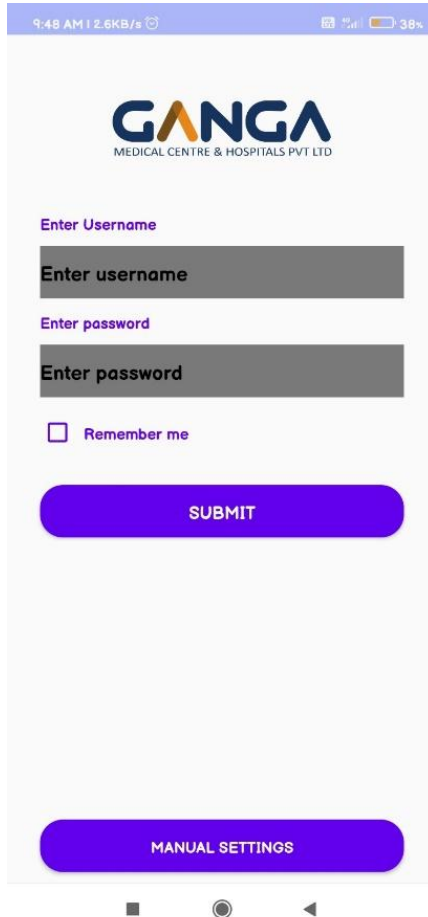 9:48 AM | 2.6KB/s
4G 38%
GANGA
MEDICAL CENTRE & HOSPITALS PVT LTD
Enter Username
Enter username
Enter password
Enter password
Remember me
SUBMIT
MANUAL SETTINGS